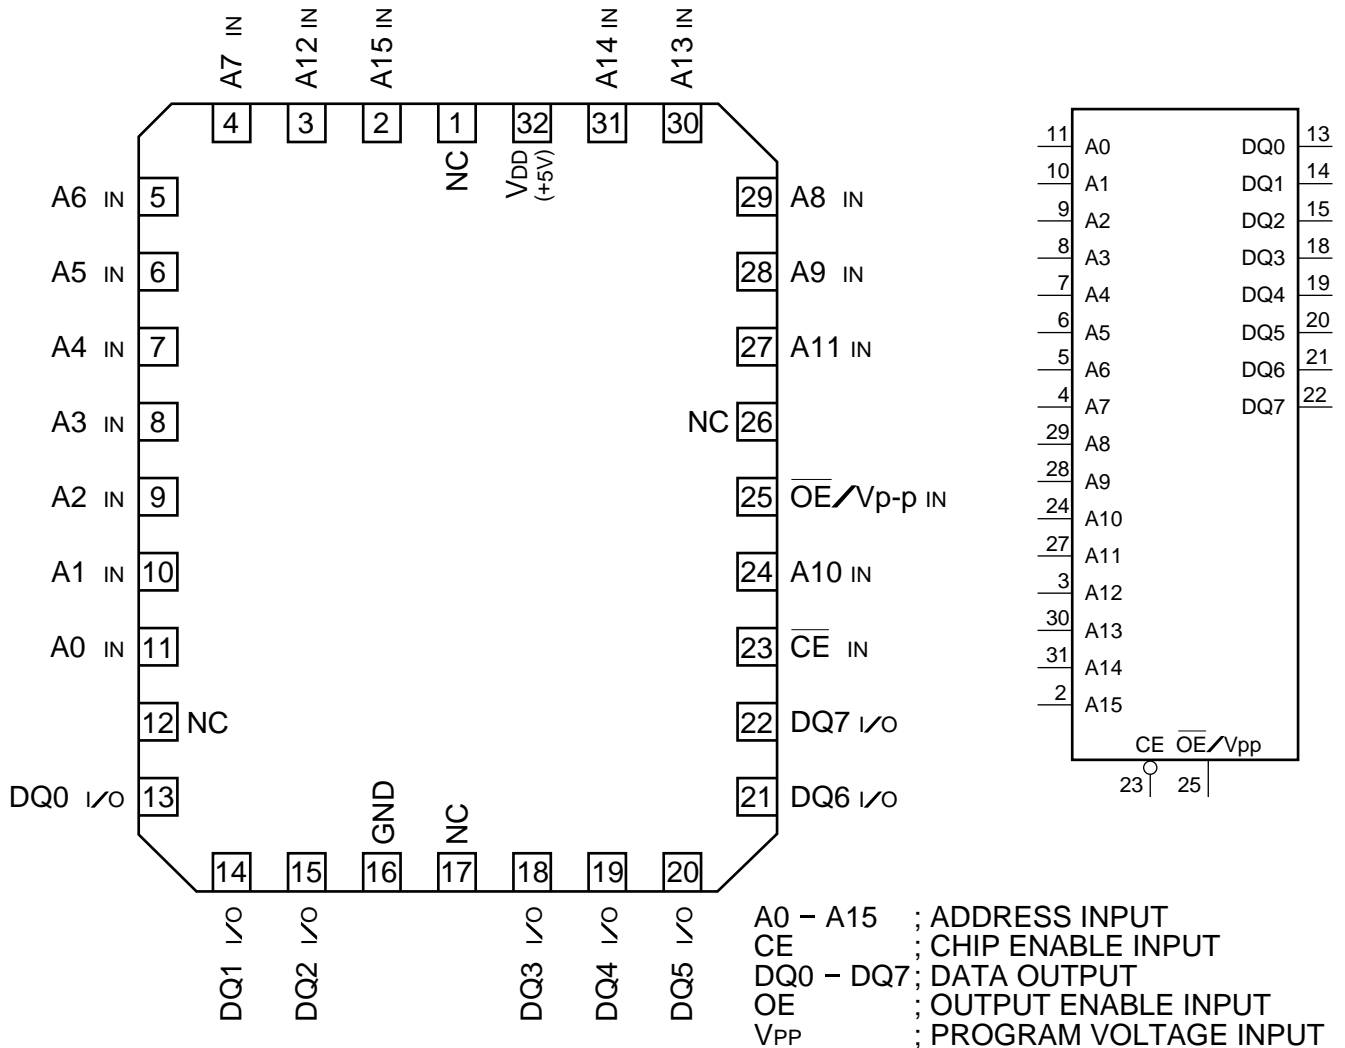 A7 IN
A12 IN
A15 IN
A14 IN
A13 IN
4
3
2
1
32
31
30
NC
VDD
(+5V)
A6 IN 5
A5 IN 6
A4 IN 7
A3 IN 8
A2 IN 9
A1 IN 10
A0 IN 11
12 NC
DQ0 I/O 13
29 A8 IN
28 A9 IN
27 A11 IN
NC 26
25 O̅E̅/Vp-p IN
24 A10 IN
23 C̅E̅ IN
22 DQ7 I/O
21 DQ6 I/O
GND
NC
14
15
16
17
18
19
20
DQ1 I/O
DQ2 I/O
DQ3 I/O
DQ4 I/O
DQ5 I/O
11 A0 DQ0 13
10 A1 DQ1 14
9 A2 DQ2 15
8 A3 DQ3 18
7 A4 DQ4 19
6 A5 DQ5 20
5 A6 DQ6 21
4 A7 DQ7 22
29 A8
28 A9
24 A10
27 A11
3 A12
30 A13
31 A14
2 A15
CE O̅E̅/Vpp
23 25
A0 – A15 ; ADDRESS INPUT
CE ; CHIP ENABLE INPUT
DQ0 – DQ7 ; DATA OUTPUT
OE ; OUTPUT ENABLE INPUT
VPP ; PROGRAM VOLTAGE INPUT